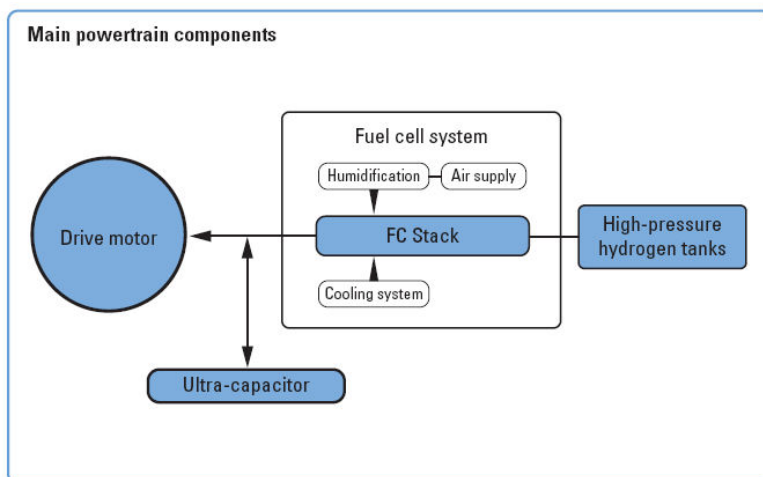 Main powertrain components
Fuel cell system
Humidification
Air supply
Drive motor
FC Stack
High-pressure
hydrogen tanks
Cooling system
Ultra-capacitor